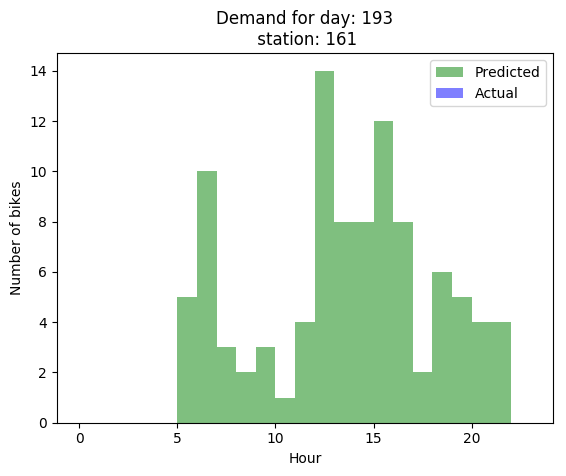 Demand for day: 193
station: 161
Predicted
Actual
14
12
10
8
6
4
2
0
Number of bikes
0 5 10 15 20
Hour